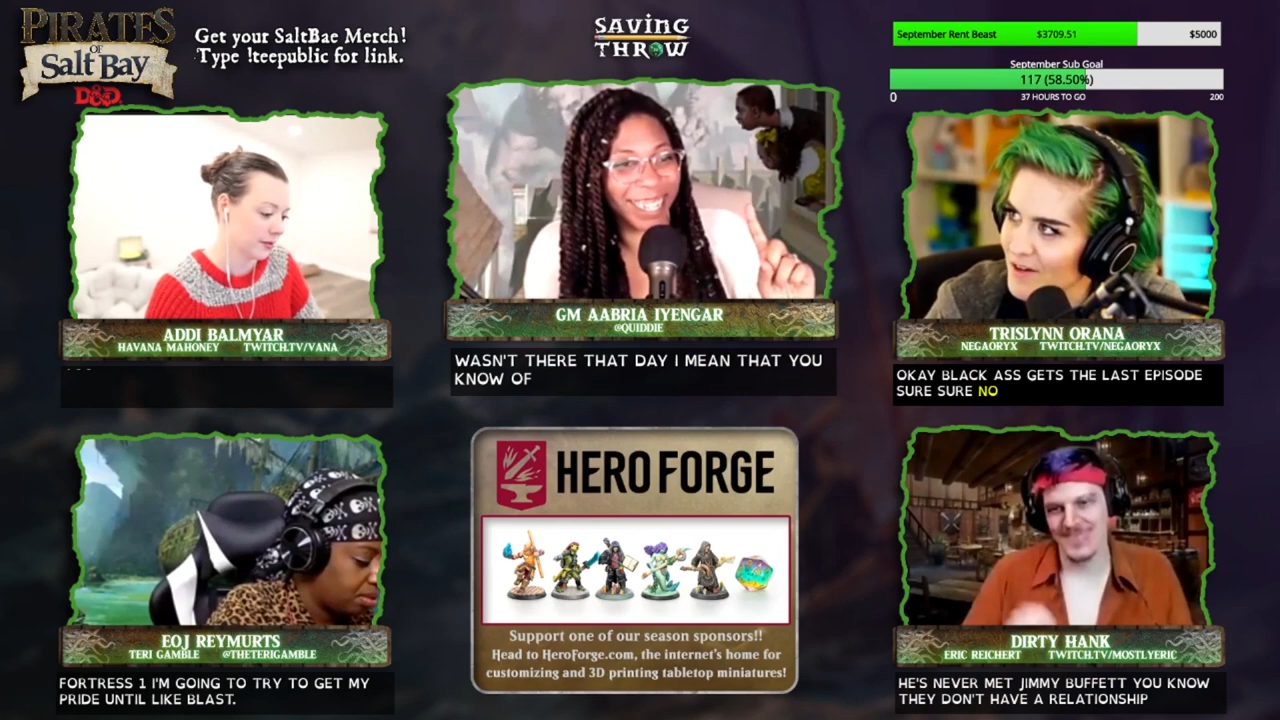 PIRATES
OF
Salt Bay
D&D
Get your SaltBae Merch!
Type !teepublic for link.
SAVING
THROW
September Rent Beast $3709.51 $5000
September Sub Goal
117 (58.50%)
0 37 HOURS TO GO 200
ADDI BALMYAR
HAVANA MAHONEY TWITCH.TV/VANA
GM AABRIA IYENGAR
@QUIDDIE
WASN'T THERE THAT DAY I MEAN THAT YOU
KNOW OF
TRISLYNN ORANA
NEGAORYX TWITCH.TV/NEGAORYX
OKAY BLACK ASS GETS THE LAST EPISODE
SURE SURE NO
EOJ REYMURTS
TERI GAMBLE @THETERIGAMBLE
FORTRESS 1 I'M GOING TO TRY TO GET MY
PRIDE UNTIL LIKE BLAST.
HERO FORGE
Support one of our season sponsors!!
Head to HeroForge.com, the internet's home for
customizing and 3D printing tabletop miniatures!
DIRTY HANK
ERIC REICHERT TWITCH.TV/MOSTLYERIC
HE'S NEVER MET JIMMY BUFFETT YOU KNOW
THEY DON'T HAVE A RELATIONSHIP